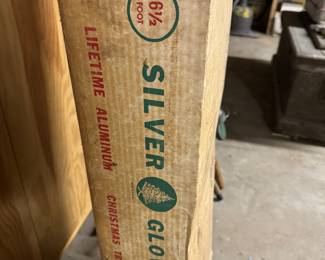 6½
FOOT
SILVER GLO
LIFETIME ALUMINUM
CHRISTMAS T